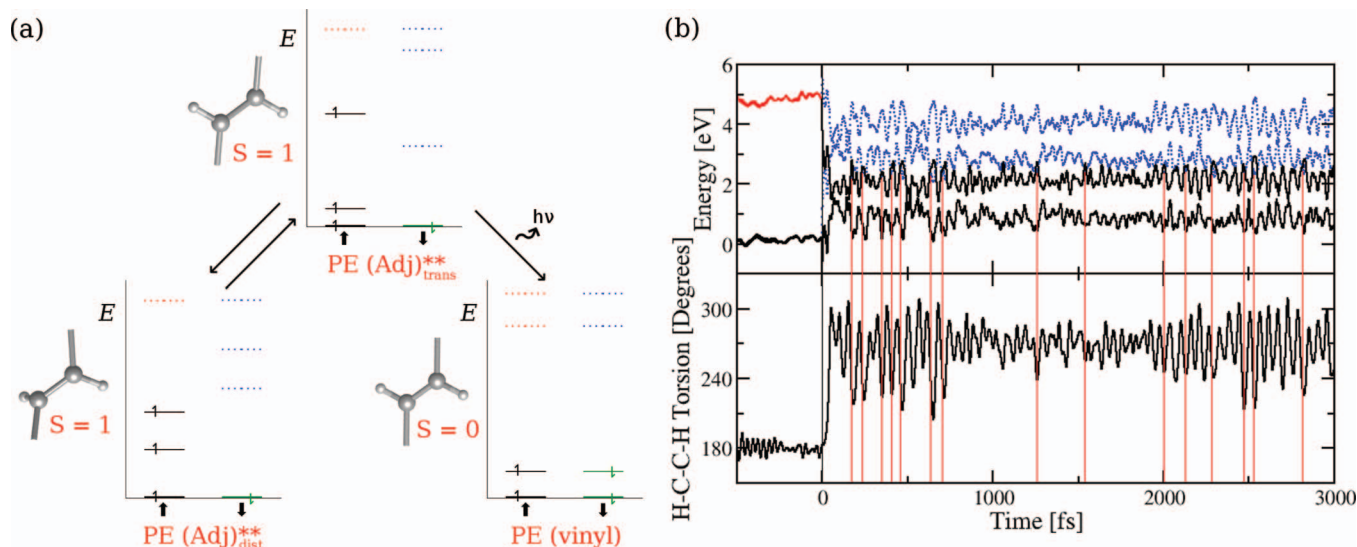 (a)
E
S = 1
hν
PE (Adj)**trans
E
S = 1
PE (Adj)**dist
E
S = 0
PE (vinyl)
(b)
Energy [eV]
6
4
2
0
H-C-C-H Torsion [Degrees]
300
240
180
0 1000 2000 3000
Time [fs]